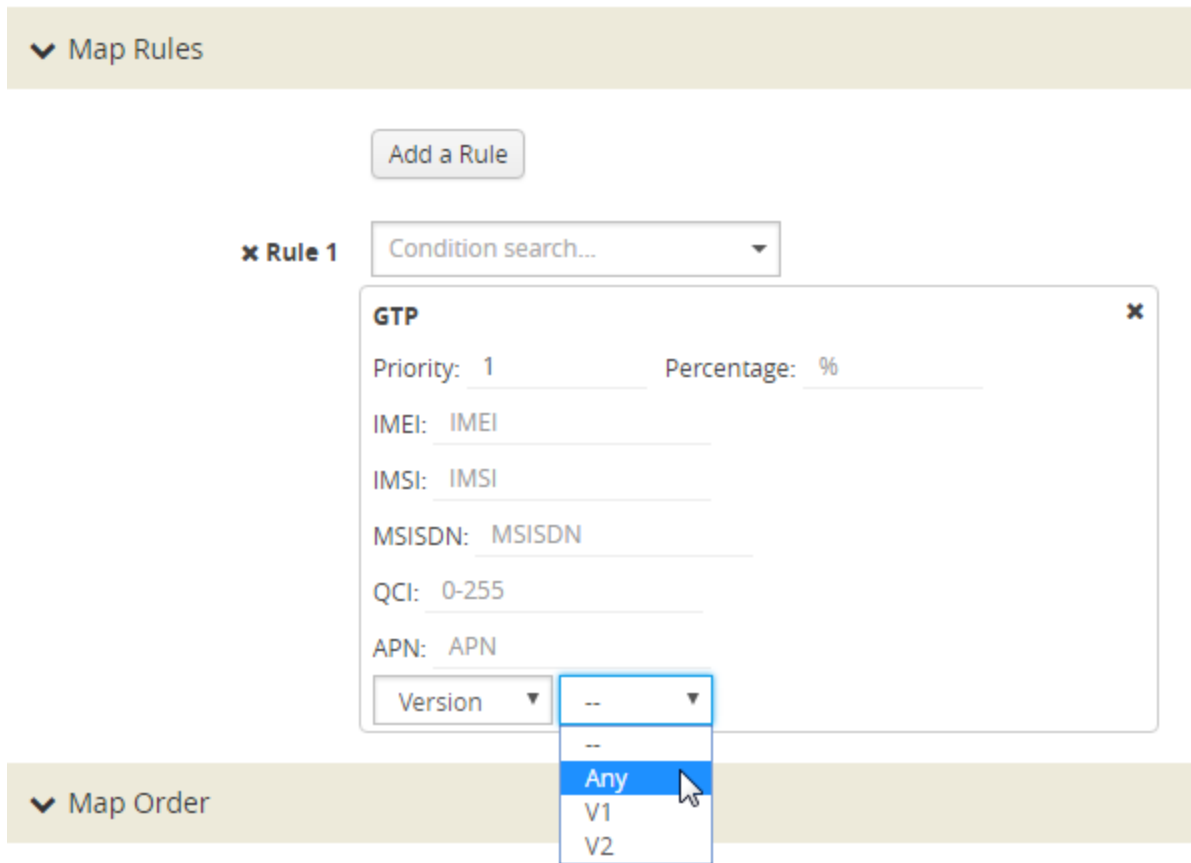 Map Rules
Add a Rule
Rule 1 Condition search...
GTP
Priority: 1 Percentage: %
IMEI: IMEI
IMSI: IMSI
MSISDN: MSISDN
QCI: 0-255
APN: APN
Version --
--
Any
Map Order
V1
V2